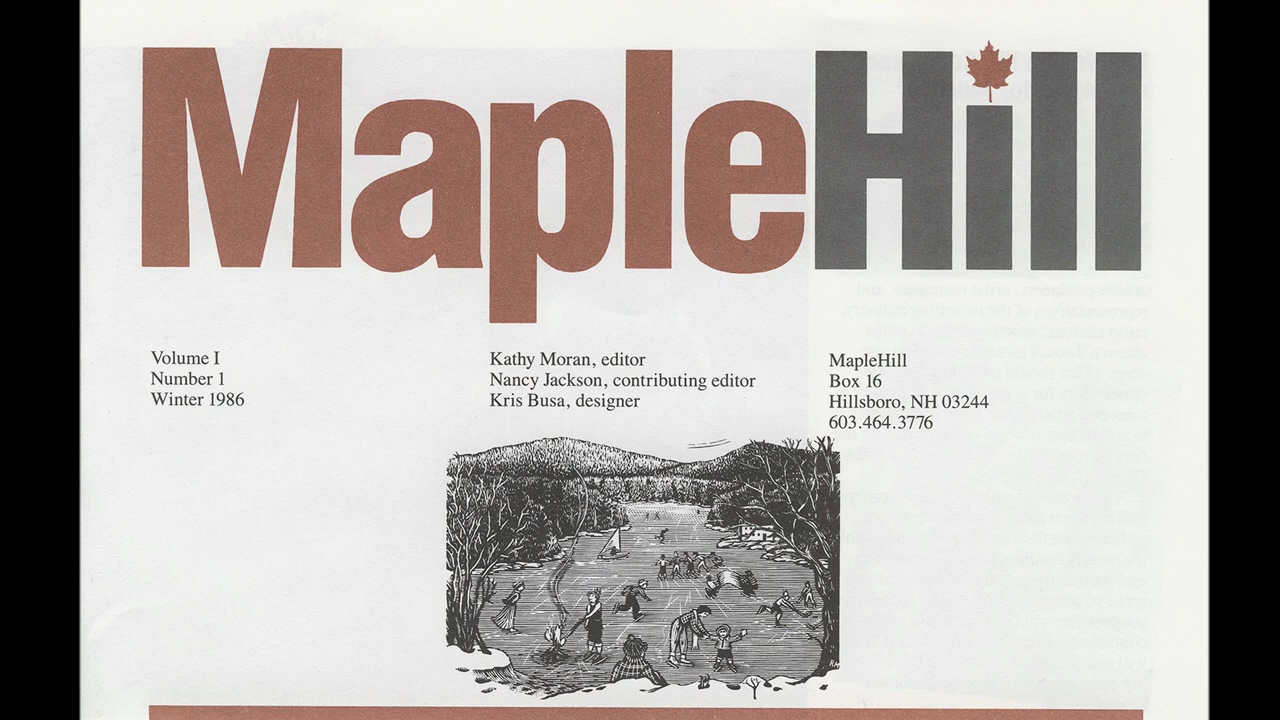 MapleHill
Volume I
Number 1
Winter 1986
Kathy Moran, editor
Nancy Jackson, contributing editor
Kris Busa, designer
MapleHill
Box 16
Hillsboro, NH 03244
603.464.3776
RM